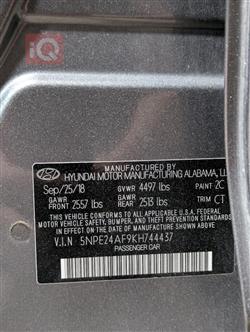 iQ
MANUFACTURED BY
HYUNDAI MOTOR MANUFACTURING ALABAMA, LL
Sep/25/18 GVWR 4497 lbs PAINT 2C
GAWR FRONT 2557 lbs GAWR REAR 2513 lbs TRIM CT
THIS VEHICLE CONFORMS TO ALL APPLICABLE FEDERAL
MOTOR VEHICLE SAFETY, BUMPER, AND THEFT PREVENTION
STANDARDS IN EFFECT ON THE DATE OF MANUFACTURE
SHOWN ABOVE.
V.I.N 5NPE24AF9KH744437
PASSENGER CAR